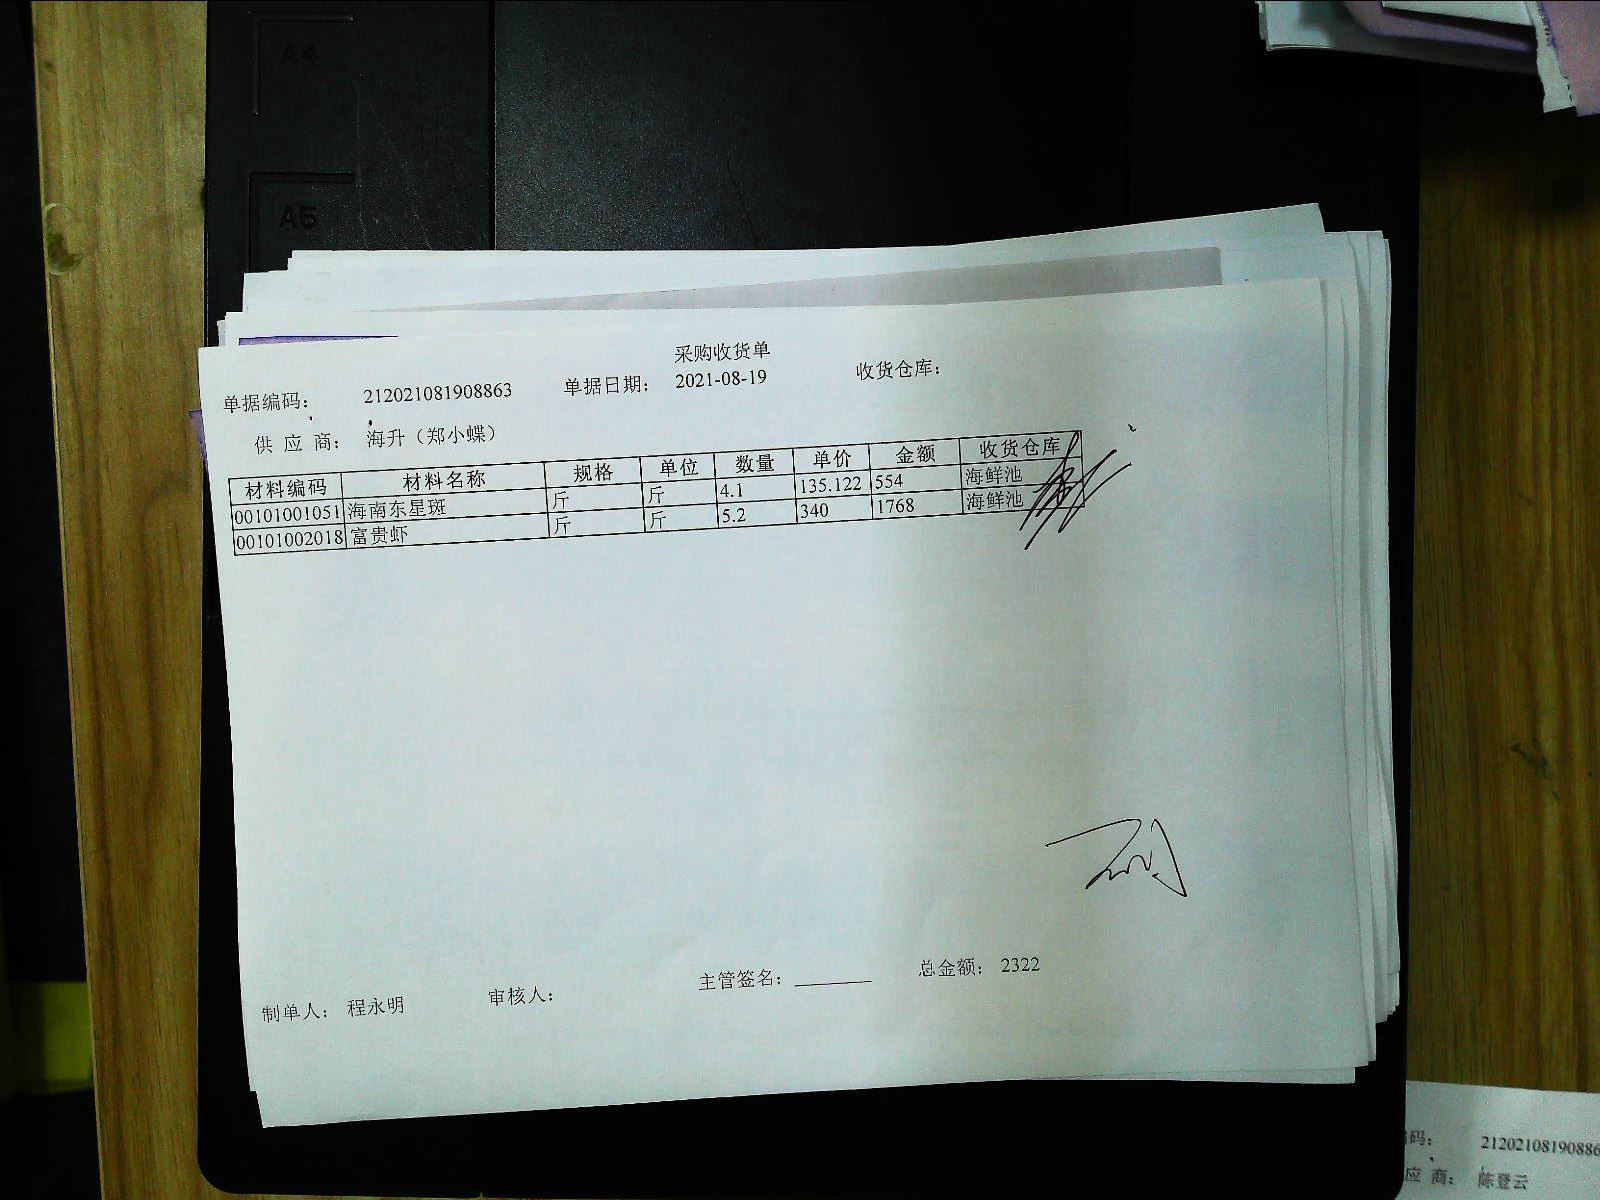 A4
A5
采购收货单
单据编码： 212021081908863 单据日期： 2021-08-19 收货仓库：
供 应 商： 海升（郑小蝶）
材料编码 材料名称 规格 单位 数量 单价 金额 收货仓库
00101001051 海南东星斑 斤 斤 4.1 135.122 554 海鲜池
00101002018 富贵虾 斤 斤 5.2 340 1768 海鲜池
制单人： 程永明 审核人： 主管签名： 总金额： 2322
码： 21202108190886
应 商： 陈登云